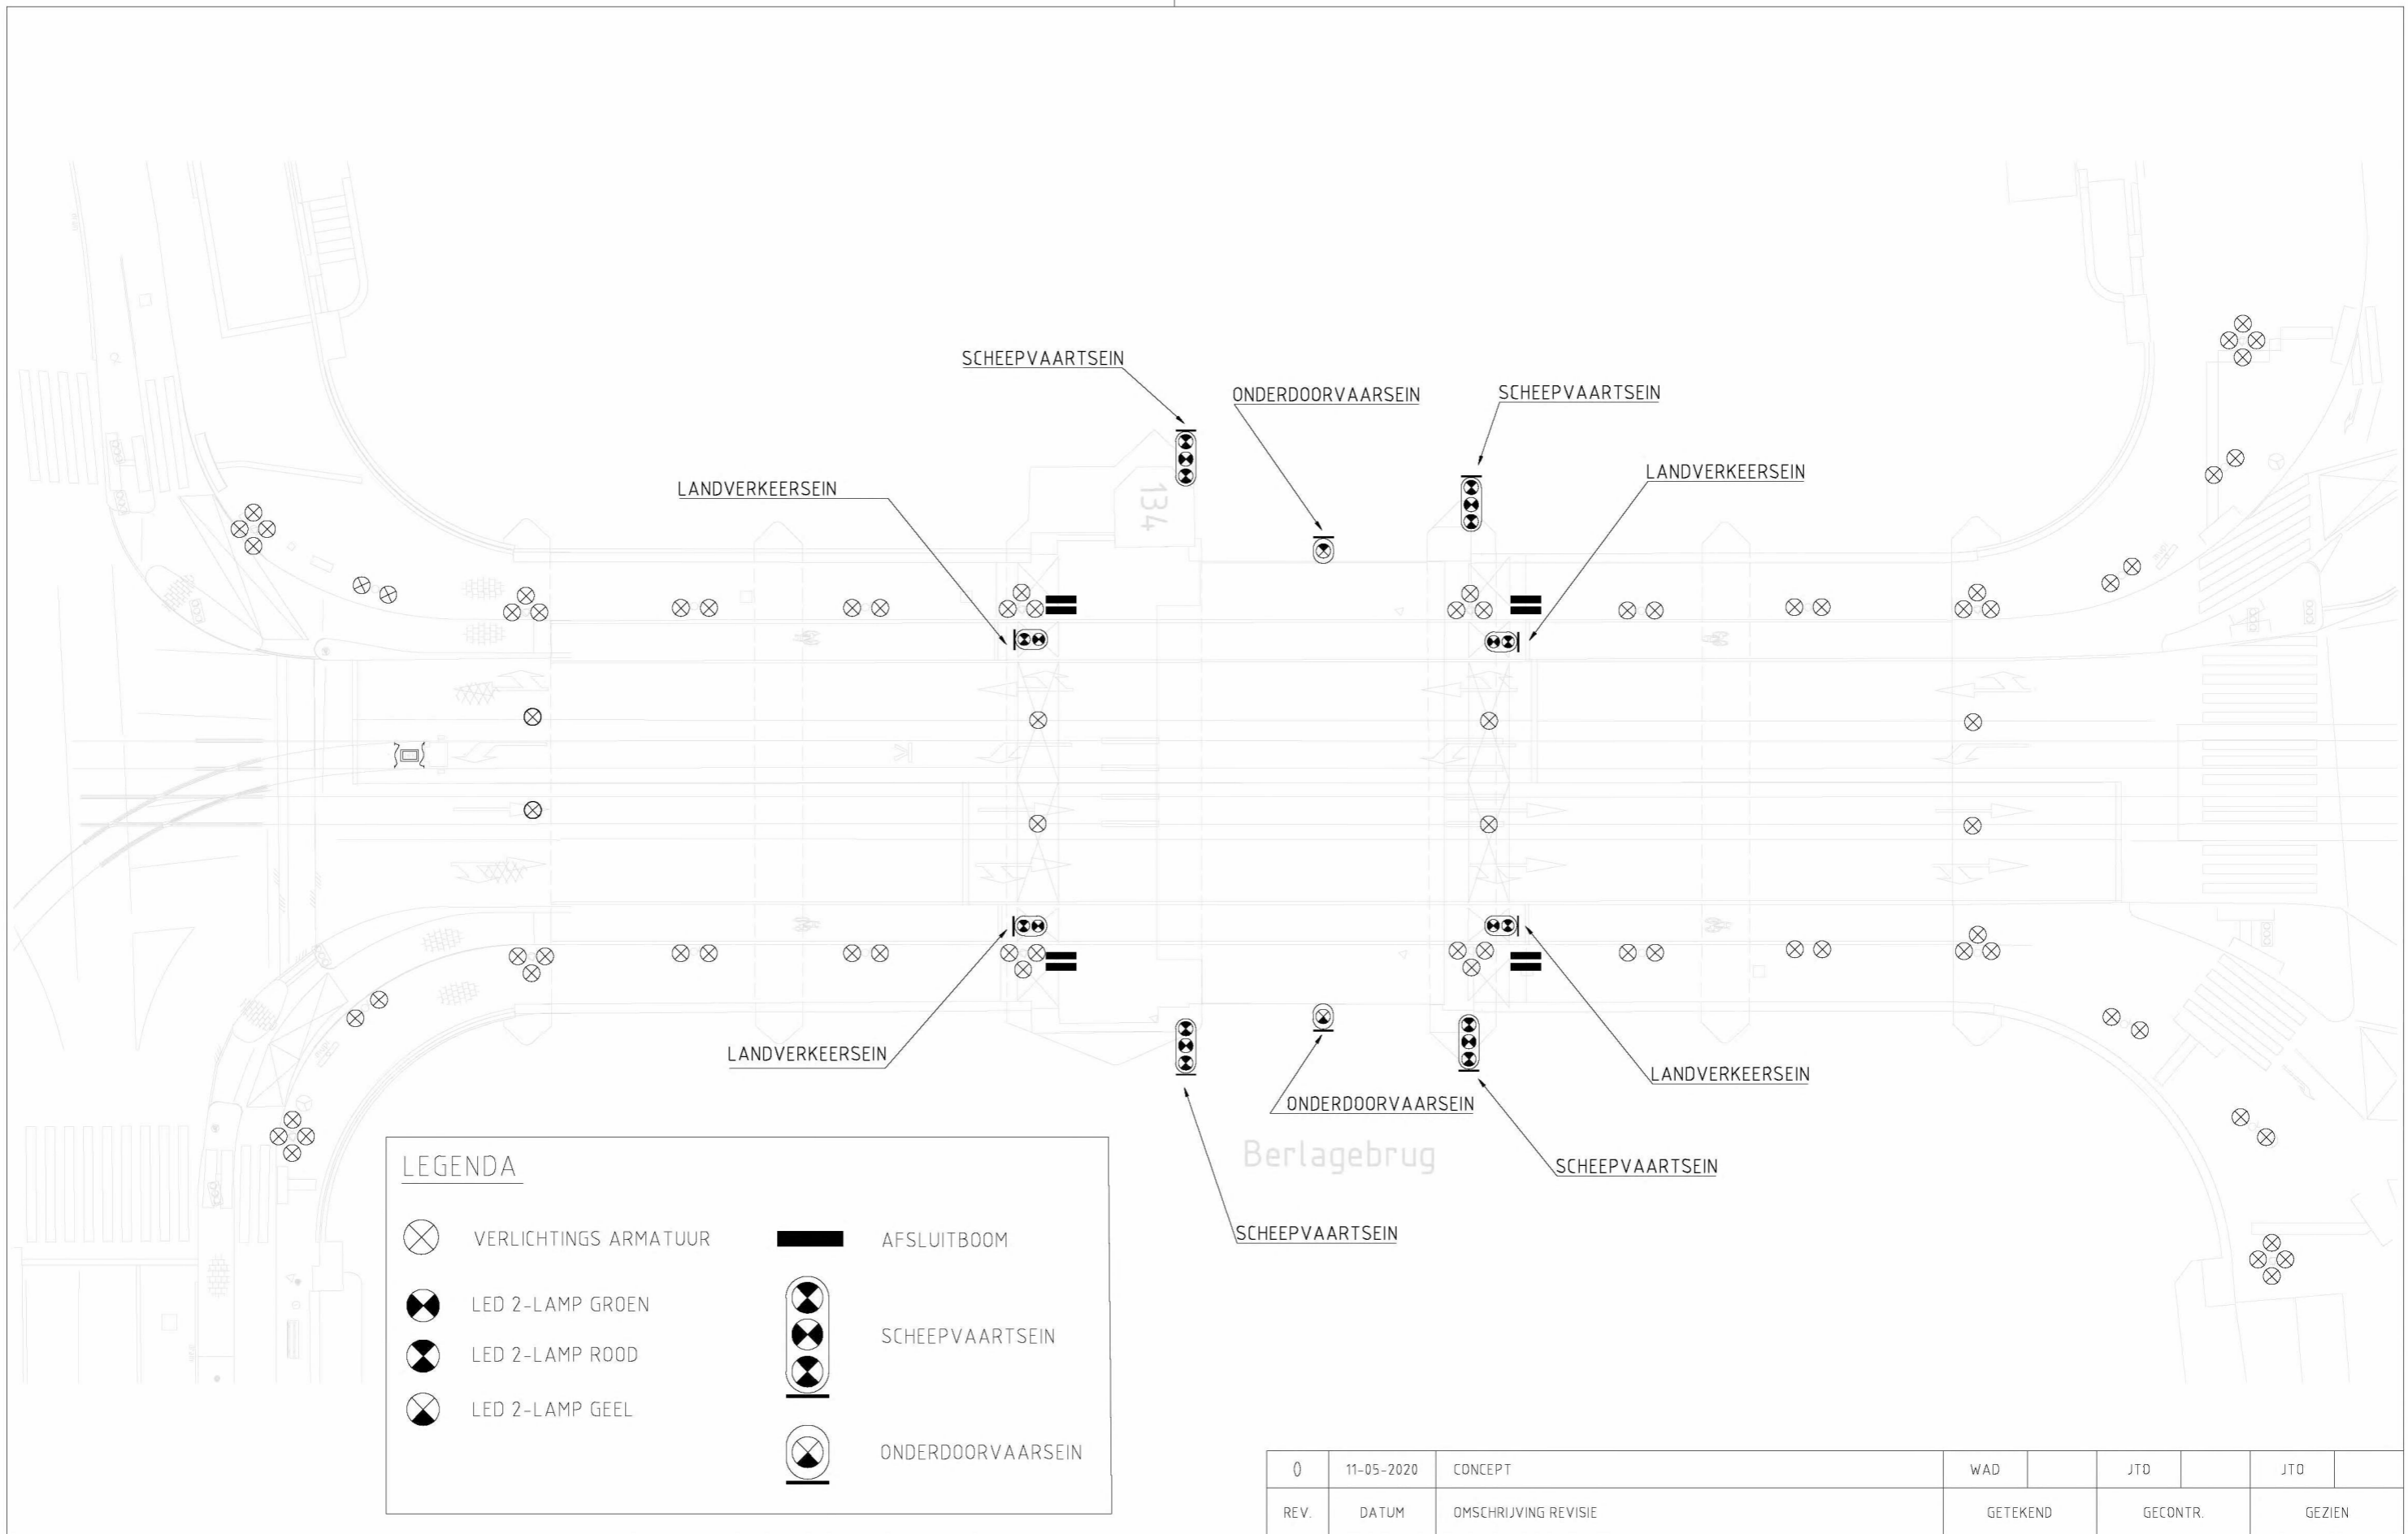 SCHEEPVAARTSEIN
ONDERDOORVAARSEIN
SCHEEPVAARTSEIN
LANDVERKEERSEIN
LANDVERKEERSEIN
134
LANDVERKEERSEIN
LANDVERKEERSEIN
ONDERDOORVAARSEIN
Berlagebrug
SCHEEPVAARTSEIN
SCHEEPVAARTSEIN
LEGENDA
VERLICHTINGS ARMATUUR
AFSLUITBOOM
LED 2-LAMP GROEN
SCHEEPVAARTSEIN
LED 2-LAMP ROOD
LED 2-LAMP GEEL
ONDERDOORVAARSEIN
0 11-05-2020 CONCEPT WAD JTO JTO
REV. DATUM OMSCHRIJVING REVISIE GETEKEND GECONTR. GEZIEN